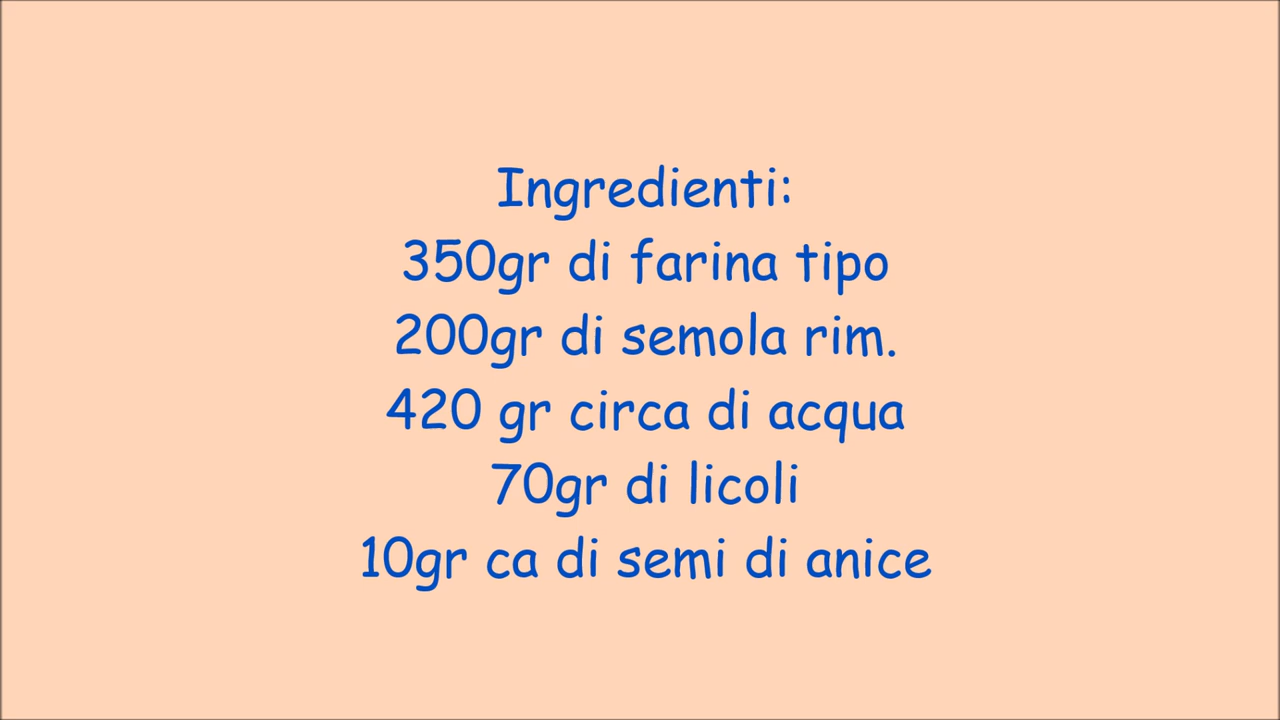 Ingredienti:
350gr di farina tipo
200gr di semola rim.
420 gr circa di acqua
70gr di licoli
10gr ca di semi di anice